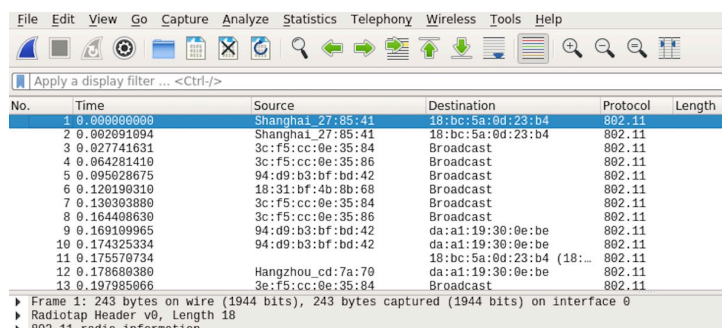 File Edit View Go Capture Analyze Statistics Telephony Wireless Tools Help
Apply a display filter ... <Ctrl-/>
No. Time Source Destination Protocol Length
1 0.000000000 Shanghai_27:85:41 18:bc:5a:0d:23:b4 802.11
2 0.002091094 Shanghai_27:85:41 18:bc:5a:0d:23:b4 802.11
3 0.027741631 3c:f5:cc:0e:35:84 Broadcast 802.11
4 0.064281410 3c:f5:cc:0e:35:86 Broadcast 802.11
5 0.095028675 94:d9:b3:bf:bd:42 Broadcast 802.11
6 0.120190310 18:31:bf:4b:8b:68 Broadcast 802.11
7 0.130303880 3c:f5:cc:0e:35:84 Broadcast 802.11
8 0.164408630 3c:f5:cc:0e:35:86 Broadcast 802.11
9 0.169109965 94:d9:b3:bf:bd:42 da:a1:19:30:0e:be 802.11
10 0.174325334 94:d9:b3:bf:bd:42 da:a1:19:30:0e:be 802.11
11 0.175570734 18:bc:5a:0d:23:b4 (18:… 802.11
12 0.178680380 Hangzhou_cd:7a:70 da:a1:19:30:0e:be 802.11
13 0.197985066 3e:f5:cc:0e:35:84 Broadcast 802.11
Frame 1: 243 bytes on wire (1944 bits), 243 bytes captured (1944 bits) on interface 0
Radiotap Header v0, Length 18
802.11 radio information